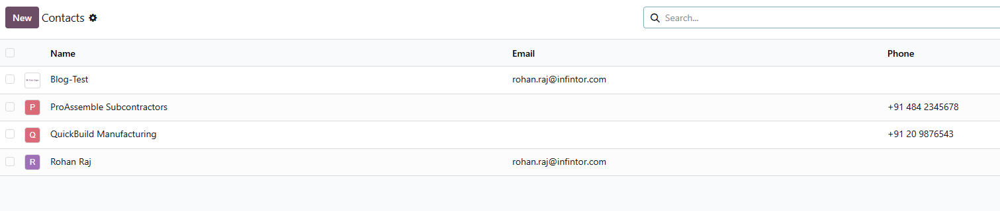 New Contacts Search...
Name Email Phone
Blog-Test rohan.raj@infintor.com
P ProAssemble Subcontractors +91 484 2345678
Q QuickBuild Manufacturing +91 20 9876543
R Rohan Raj rohan.raj@infintor.com